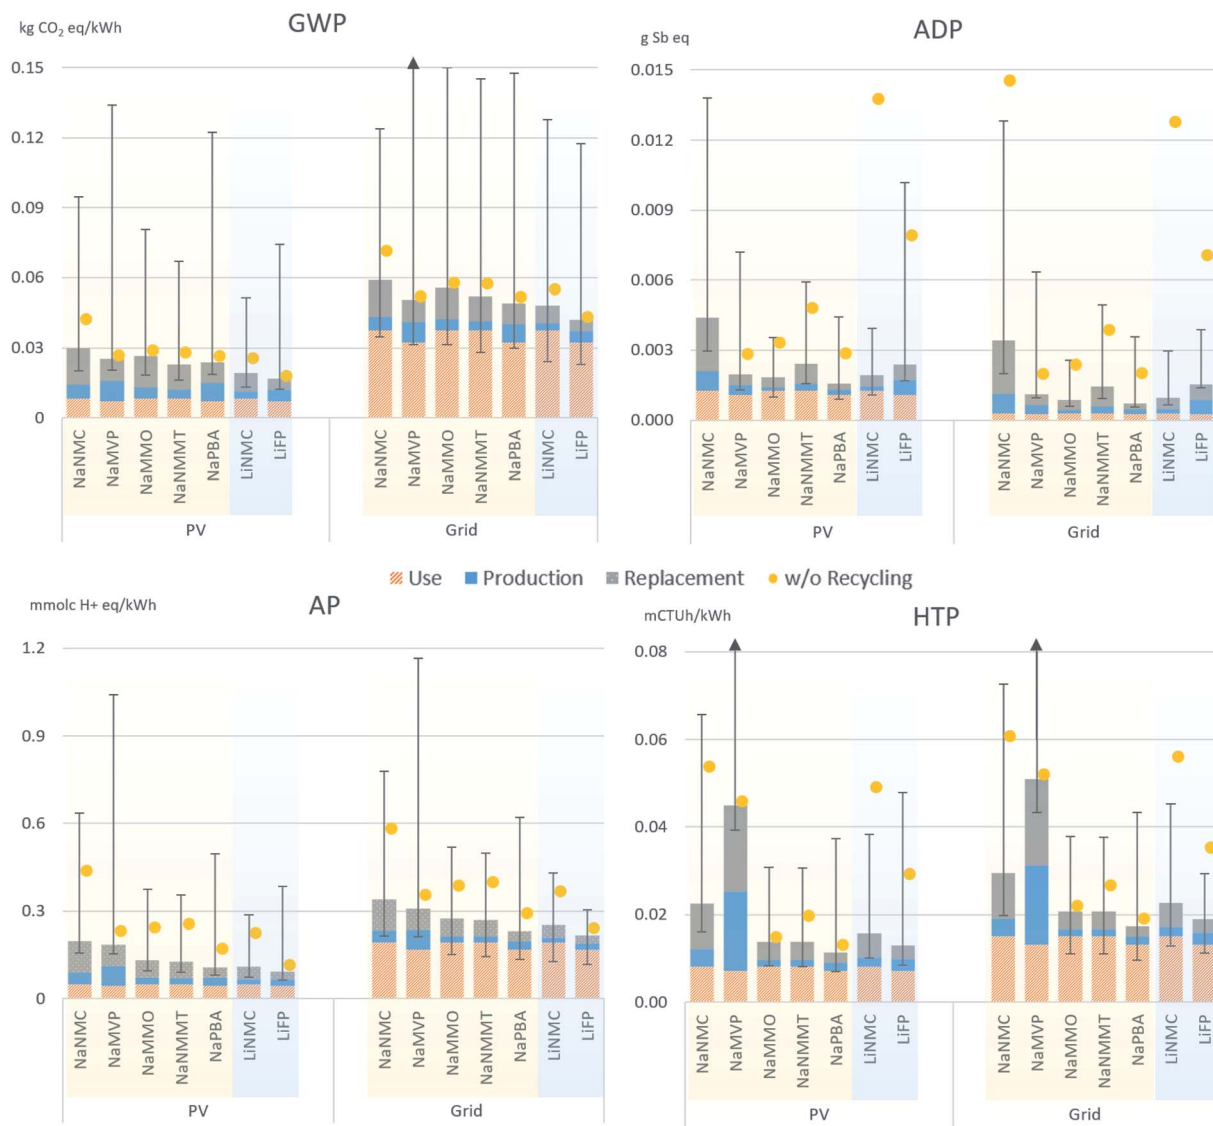 GWP
kg CO₂ eq/kWh
0.15
0.12
0.09
0.06
0.03
0
NaNMC NaMVP NaMMO NaNMMT NaPBA LiNMC LiFP NaNMC NaMVP NaMMO NaNMMT NaPBA LiNMC LiFP
PV Grid
ADP
g Sb eq
0.015
0.012
0.009
0.006
0.003
0.000
NaNMC NaMVP NaMMO NaNMMT NaPBA LiNMC LiFP NaNMC NaMVP NaMMO NaNMMT NaPBA LiNMC LiFP
PV Grid
Use Production Replacement w/o Recycling
AP
mmolc H+ eq/kWh
1.2
0.9
0.6
0.3
0
NaNMC NaMVP NaMMO NaNMMT NaPBA LiNMC LiFP NaNMC NaMVP NaMMO NaNMMT NaPBA LiNMC LiFP
PV Grid
HTP
mCTUh/kWh
0.08
0.06
0.04
0.02
0.00
NaNMC NaMVP NaMMO NaNMMT NaPBA LiNMC LiFP NaNMC NaMVP NaMMO NaNMMT NaPBA LiNMC LiFP
PV Grid